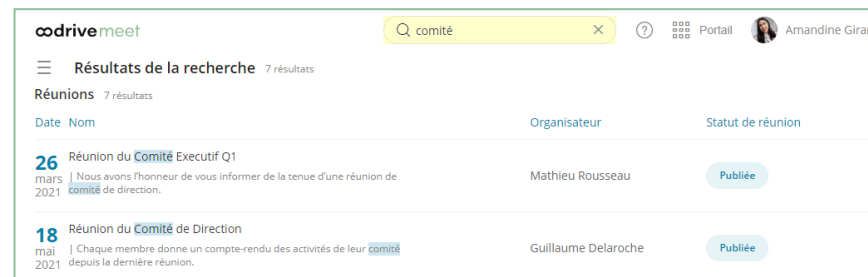 oodrive meet
comité
Portail
Amandine Girar
Résultats de la recherche 7 résultats
Réunions 7 résultats
Date Nom Organisateur Statut de réunion
26 mars 2021
Réunion du Comité Executif Q1
| Nous avons l'honneur de vous informer de la tenue d'une réunion de
comité de direction.
Mathieu Rousseau
Publiée
18 mai 2021
Réunion du Comité de Direction
| Chaque membre donne un compte-rendu des activités de leur comité
depuis la dernière réunion.
Guillaume Delaroche
Publiée